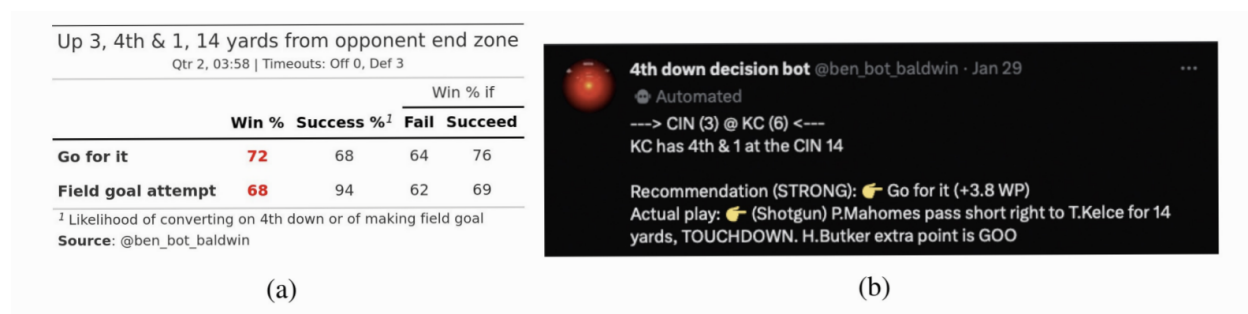 Up 3, 4th & 1, 14 yards from opponent end zone
Qtr 2, 03:58 | Timeouts: Off 0, Def 3
Win % if
Win % Success %¹ Fail Succeed
Go for it 72 68 64 76
Field goal attempt 68 94 62 69
¹ Likelihood of converting on 4th down or of making field goal
Source: @ben_bot_baldwin
(a)
4th down decision bot @ben_bot_baldwin · Jan 29 ···
Automated
---> CIN (3) @ KC (6) <---
KC has 4th & 1 at the CIN 14
Recommendation (STRONG): 👉 Go for it (+3.8 WP)
Actual play: 👉 (Shotgun) P.Mahomes pass short right to T.Kelce for 14
yards, TOUCHDOWN. H.Butker extra point is GOO
(b)